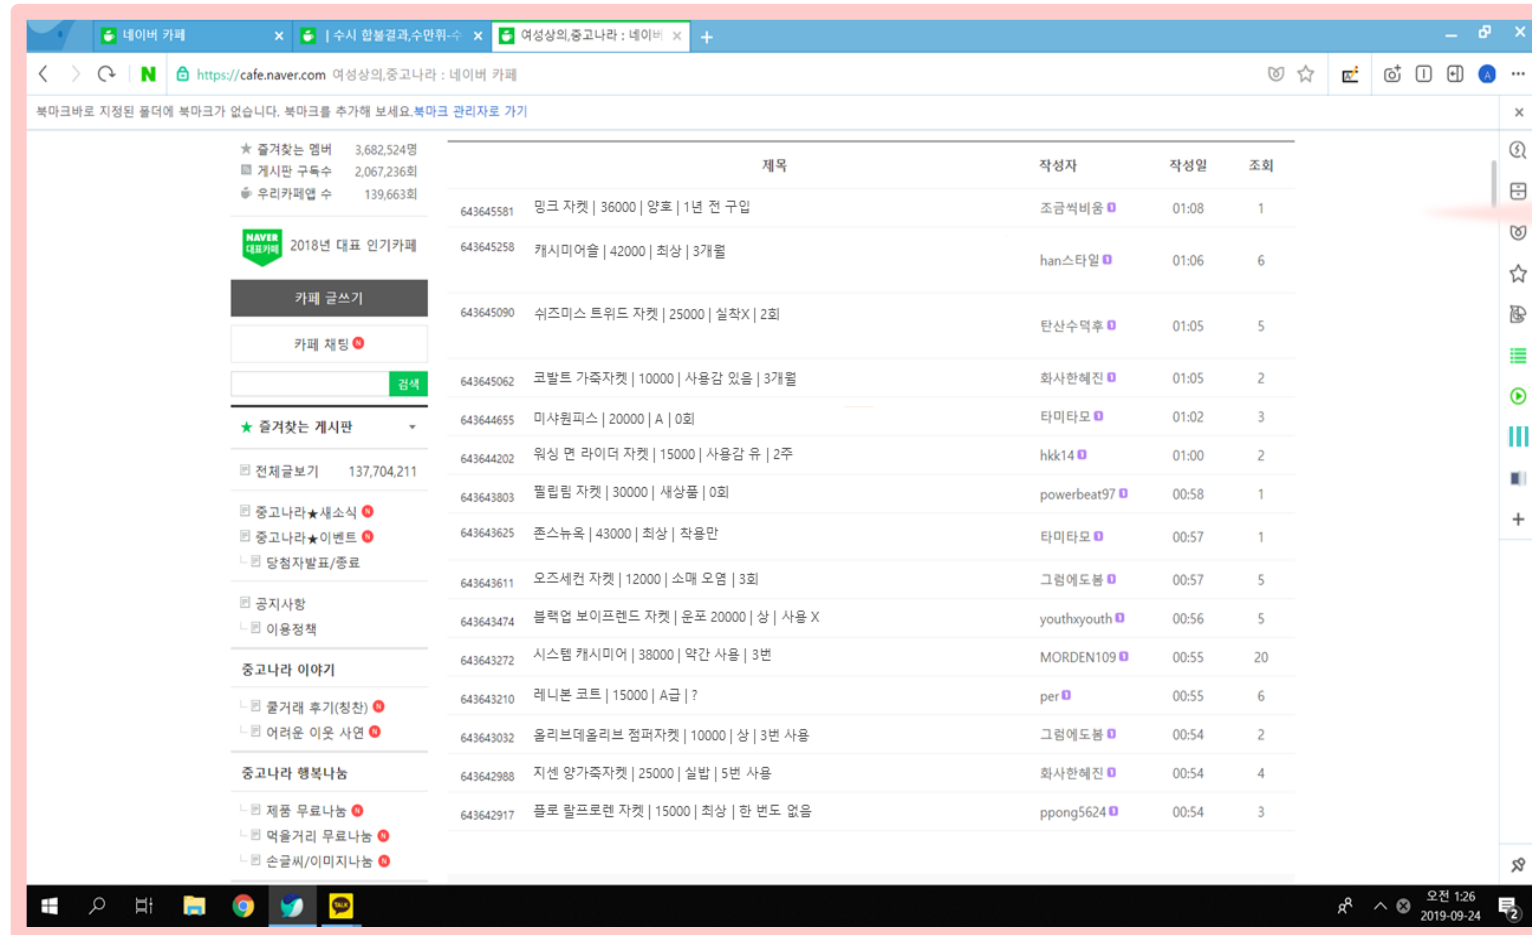 네이버 카페
| 수시 합불결과,수만휘-수
여성상의,중고나라 : 네이버
https://cafe.naver.com 여성상의,중고나라 : 네이버 카페
북마크바로 지정된 폴더에 북마크가 없습니다. 북마크를 추가해 보세요.북마크 관리자로 가기
즐겨찾는 멤버 3,682,524명
게시판 구독수 2,067,236회
우리카페앱 수 139,663회
NAVER
대표카페
2018년 대표 인기카페
카페 글쓰기
카페 채팅 N
검색
★ 즐겨찾는 게시판
전체글보기 137,704,211
중고나라★새소식 N
중고나라★이벤트 N
당첨자발표/종료
공지사항
이용정책
중고나라 이야기
쿨거래 후기(칭찬) N
어려운 이웃 사연 N
중고나라 행복나눔
제품 무료나눔 N
먹을거리 무료나눔 N
손글씨/이미지나눔 N
제목 작성자 작성일 조회
643645581 밍크 자켓 | 36000 | 양호 | 1년 전 구입 조금씩비움 01:08 1
643645258 캐시미어숄 | 42000 | 최상 | 3개월 han스타일 01:06 6
643645090 쉬즈미스 트위드 자켓 | 25000 | 실착X | 2회 탄산수덕후 01:05 5
643645062 코발트 가죽자켓 | 10000 | 사용감 있음 | 3개월 화사한혜진 01:05 2
643644655 미샤원피스 | 20000 | A | 0회 타미타모 01:02 3
643644202 워싱 면 라이더 자켓 | 15000 | 사용감 유 | 2주 hkk14 01:00 2
643643803 필립림 자켓 | 30000 | 새상품 | 0회 powerbeat97 00:58 1
643643625 존스뉴욕 | 43000 | 최상 | 착용만 타미타모 00:57 1
643643611 오즈세컨 자켓 | 12000 | 소매 오염 | 3회 그럼에도봄 00:57 5
643643474 블랙업 보이프렌드 자켓 | 운포 20000 | 상 | 사용 X youthxyouth 00:56 5
643643272 시스템 캐시미어 | 38000 | 약간 사용 | 3번 MORDEN109 00:55 20
643643210 레니본 코트 | 15000 | A급 | ? per 00:55 6
643643032 올리브데올리브 점퍼자켓 | 10000 | 상 | 3번 사용 그럼에도봄 00:54 2
643642988 지센 양가죽자켓 | 25000 | 실밥 | 5번 사용 화사한혜진 00:54 4
643642917 플로 랄프로렌 자켓 | 15000 | 최상 | 한 번도 없음 ppong5624 00:54 3
TALK
오전 1:26
2019-09-24
2